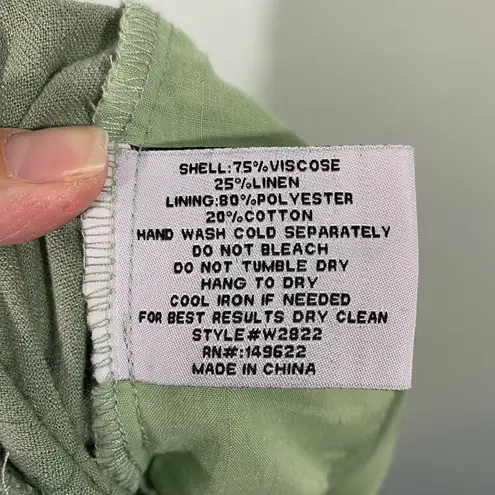 SHELL:75%VISCOSE
25%LINEN
LINING:80%POLYESTER
20%COTTON
HAND WASH COLD SEPARATELY
DO NOT BLEACH
DO NOT TUMBLE DRY
HANG TO DRY
COOL IRON IF NEEDED
FOR BEST RESULTS DRY CLEAN
STYLE#W2822
RN#:149622
MADE IN CHINA